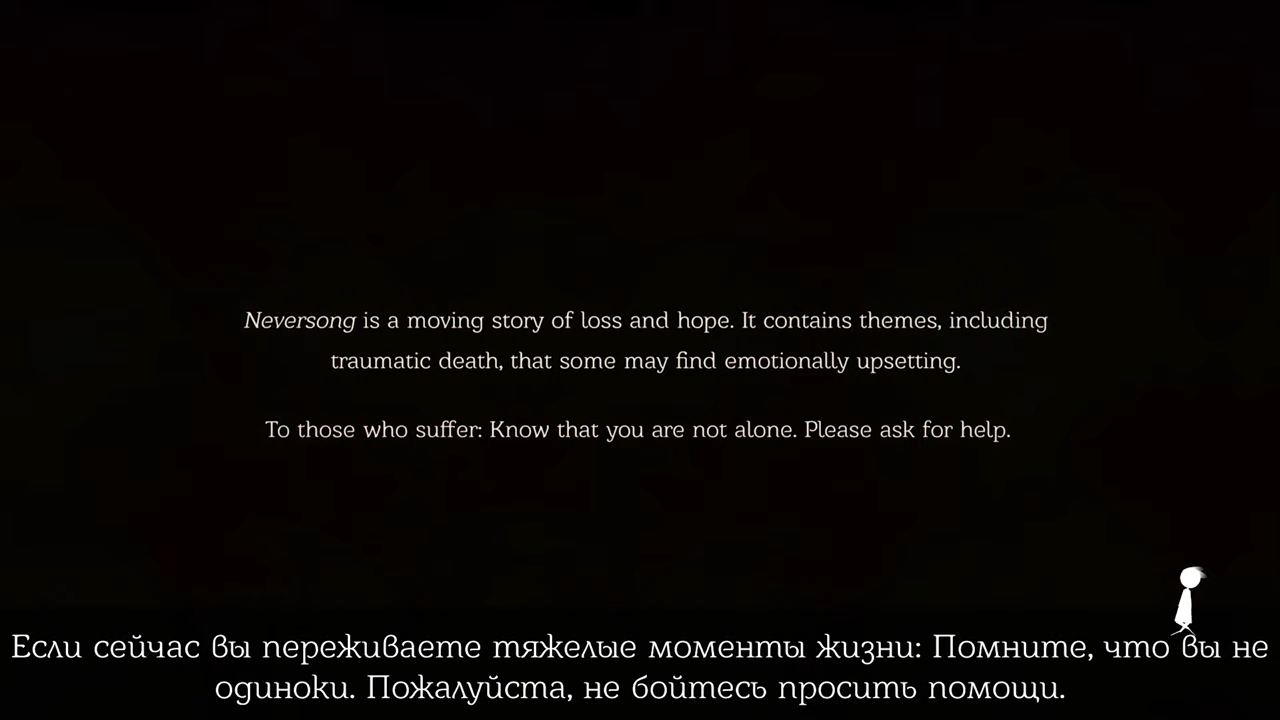 Neversong is a moving story of loss and hope. It contains themes, including
traumatic death, that some may find emotionally upsetting.
To those who suffer: Know that you are not alone. Please ask for help.
Если сейчас вы переживаете тяжелые моменты жизни: Помните, что вы не
одиноки. Пожалуйста, не бойтесь просить помощи.